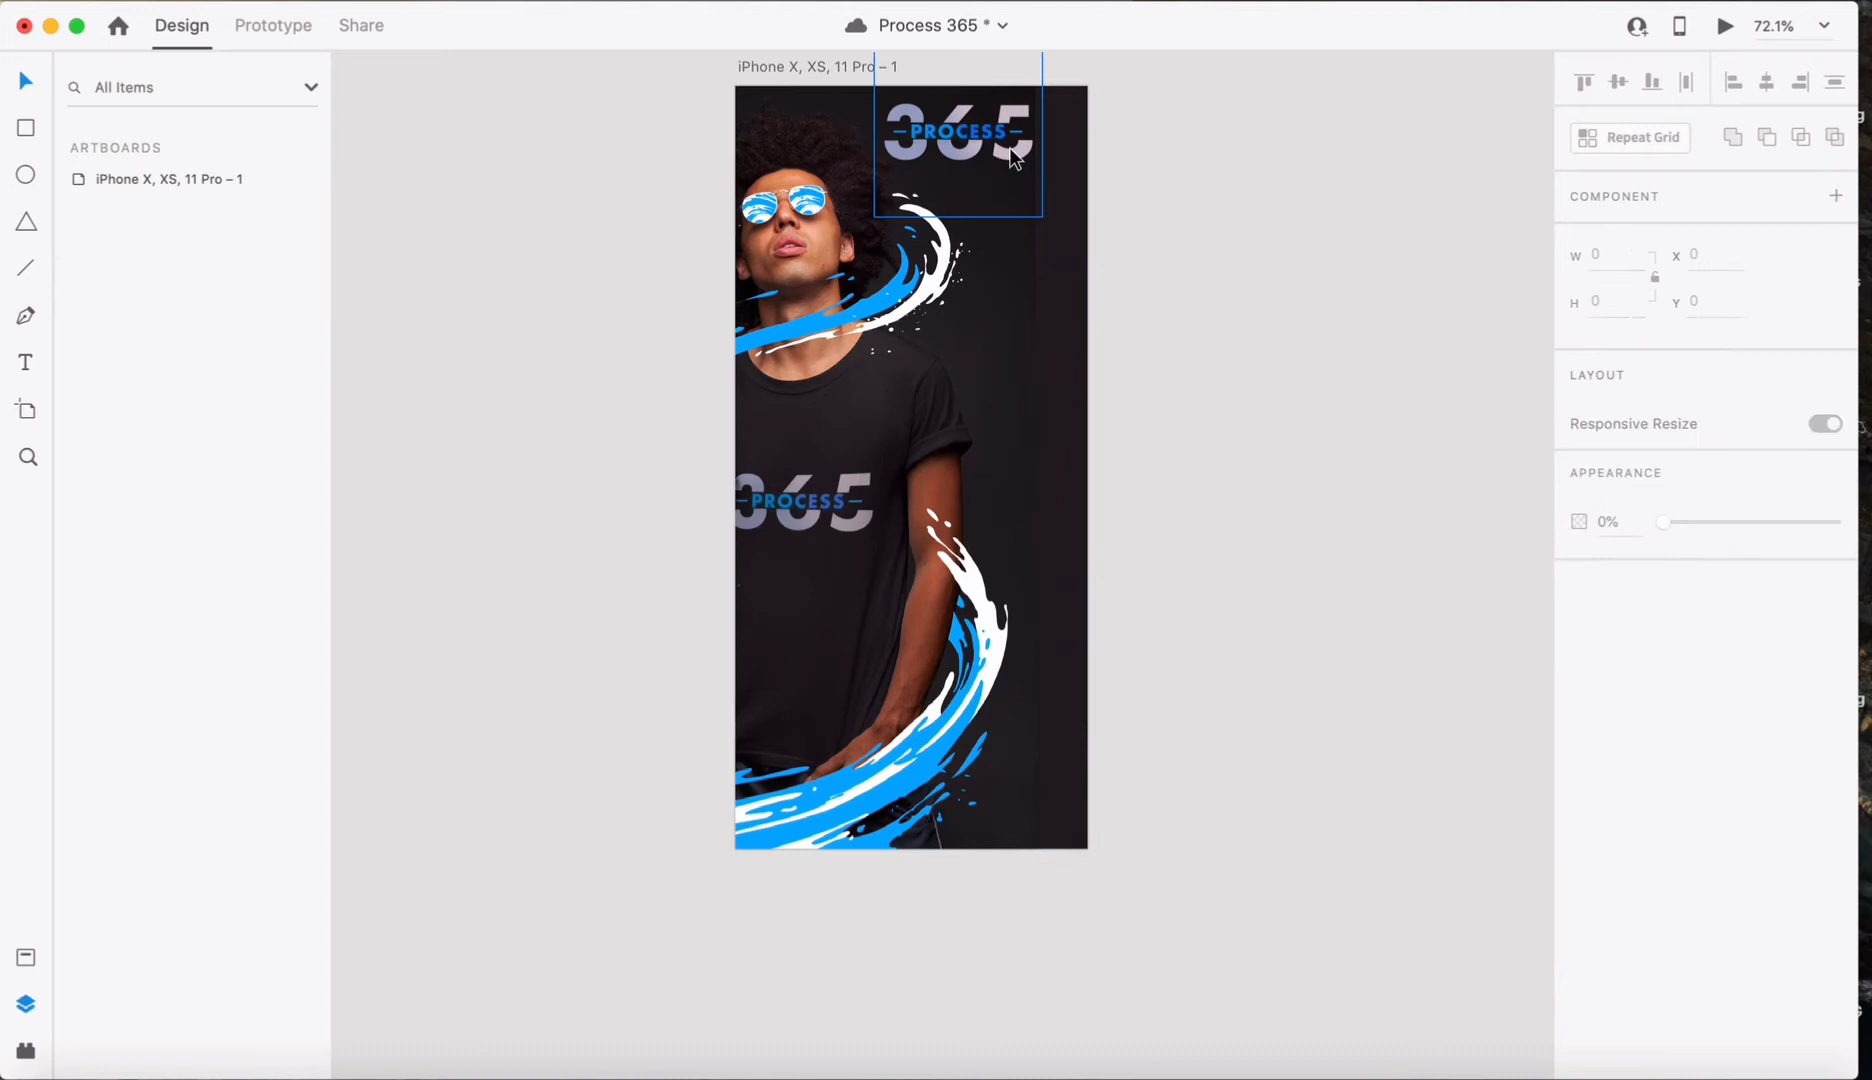 Design
Prototype
Share
Process 365 *
72.1%
All Items
ARTBOARDS
iPhone X, XS, 11 Pro – 1
iPhone X, XS, 11 Pro – 1
365
PROCESS
365
PROCESS
Repeat Grid
COMPONENT
W 0
X 0
H 0
Y 0
LAYOUT
Responsive Resize
APPEARANCE
0%
T